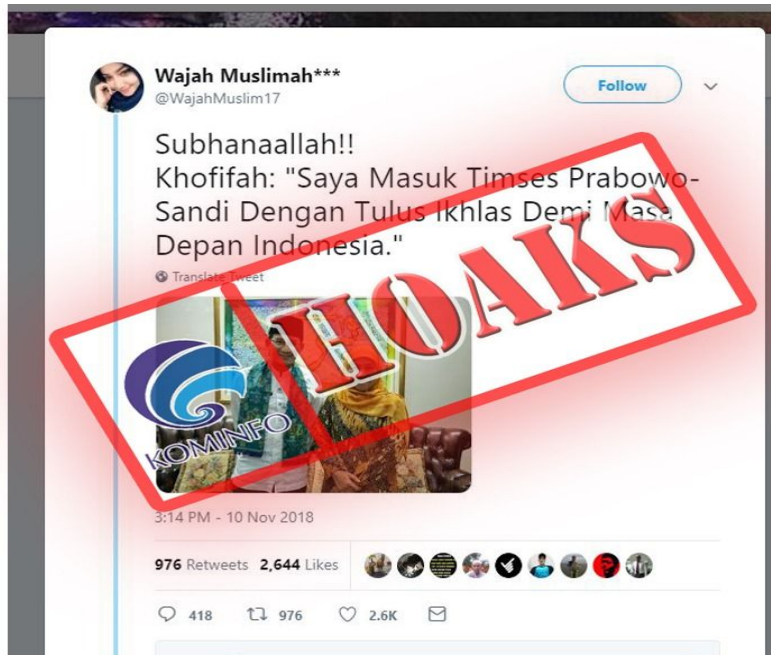 Wajah Muslimah***
@WajahMuslim17
Follow
Subhanaallah!!
Khofifah: "Saya Masuk Timses Prabowo-
Sandi Dengan Tulus Ikhlas Demi Masa
Depan Indonesia."
Translate Tweet
HOAKS
KOMINFO
3:14 PM - 10 Nov 2018
976 Retweets 2,644 Likes
418 976 2.6K